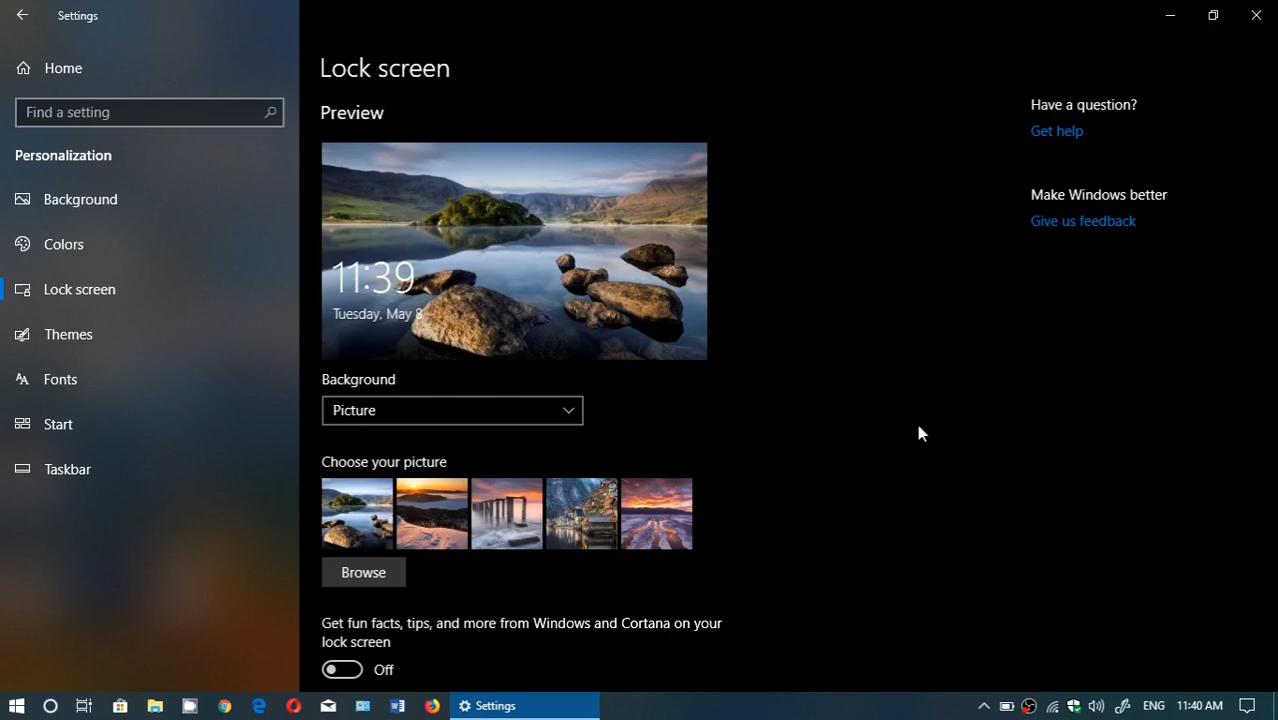 Settings
Home
Find a setting
Personalization
Background
Colors
Lock screen
Themes
Fonts
Start
Taskbar
Lock screen
Preview
11:39
Tuesday, May 8
Background
Picture
Choose your picture
Browse
Get fun facts, tips, and more from Windows and Cortana on your
lock screen
Off
Have a question?
Get help
Make Windows better
Give us feedback
Settings
ENG
11:40 AM